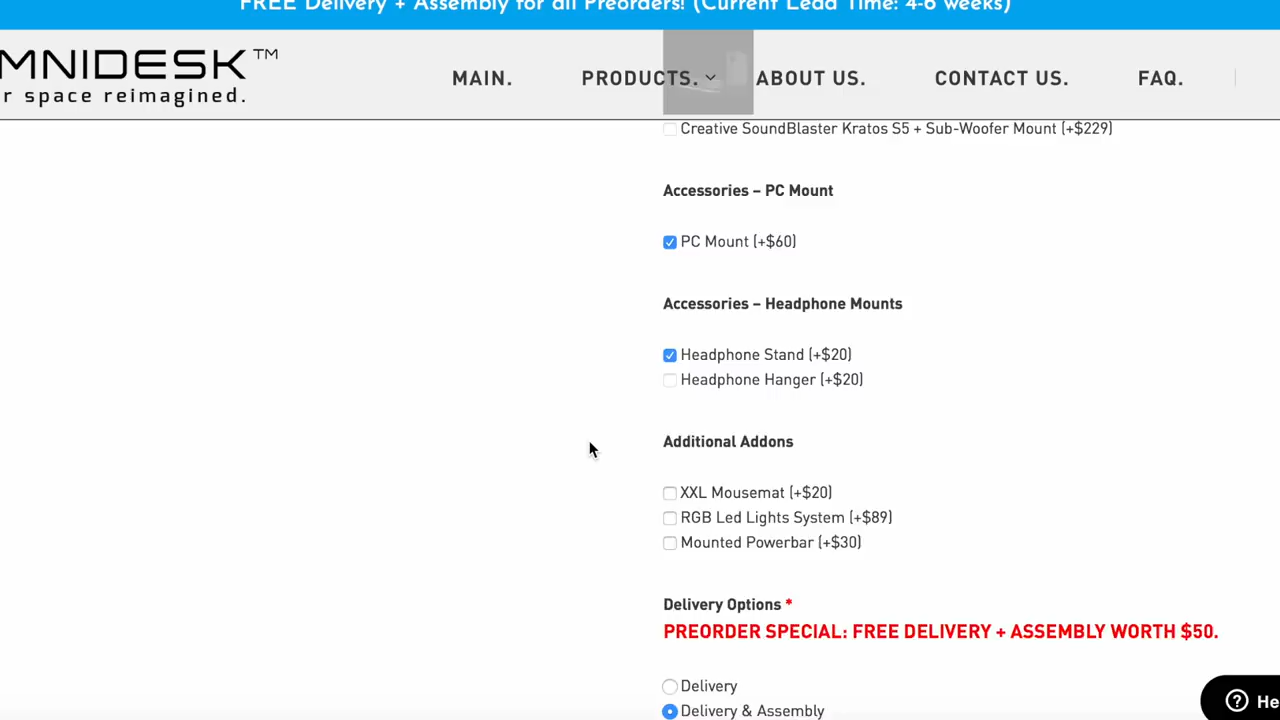 FREE Delivery + Assembly for all Preorders! (Current Lead Time: 4-6 weeks)
MNIDESK™
r space reimagined.
MAIN.
PRODUCTS.
ABOUT US.
CONTACT US.
FAQ.
Creative SoundBlaster Kratos S5 + Sub-Woofer Mount (+$229)
Accessories – PC Mount
PC Mount (+$60)
Accessories – Headphone Mounts
Headphone Stand (+$20)
Headphone Hanger (+$20)
Additional Addons
XXL Mousemat (+$20)
RGB Led Lights System (+$89)
Mounted Powerbar (+$30)
Delivery Options *
PREORDER SPECIAL: FREE DELIVERY + ASSEMBLY WORTH $50.
Delivery
Delivery & Assembly
He